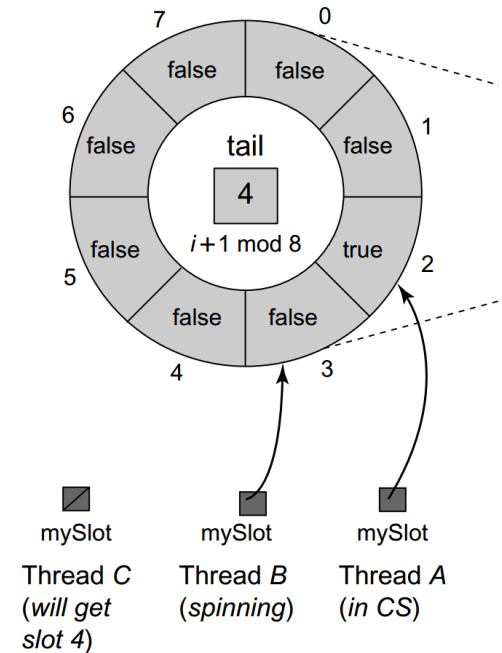 7
0
false
false
6
1
false
tail
false
4
i+1 mod 8
false
true
5
2
false
false
4
3
mySlot
mySlot
mySlot
Thread C
(will get
slot 4)
Thread B
(spinning)
Thread A
(in CS)